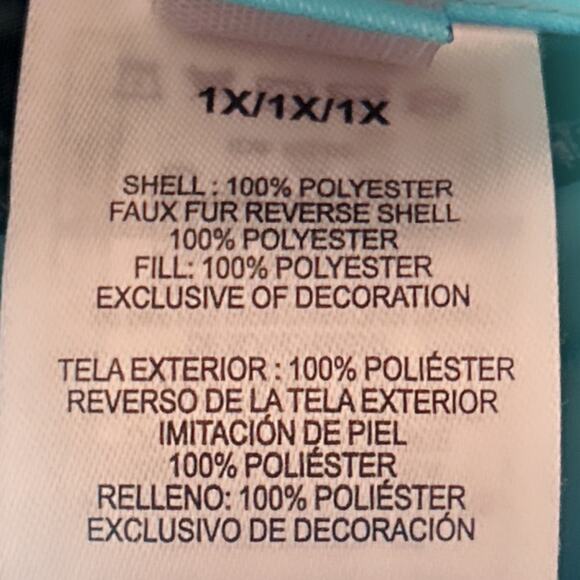 1X/1X/1X
SHELL : 100% POLYESTER
FAUX FUR REVERSE SHELL
100% POLYESTER
FILL: 100% POLYESTER
EXCLUSIVE OF DECORATION
TELA EXTERIOR : 100% POLIÉSTER
REVERSO DE LA TELA EXTERIOR
IMITACIÓN DE PIEL
100% POLIÉSTER
RELLENO: 100% POLIÉSTER
EXCLUSIVO DE DECORACIÓN